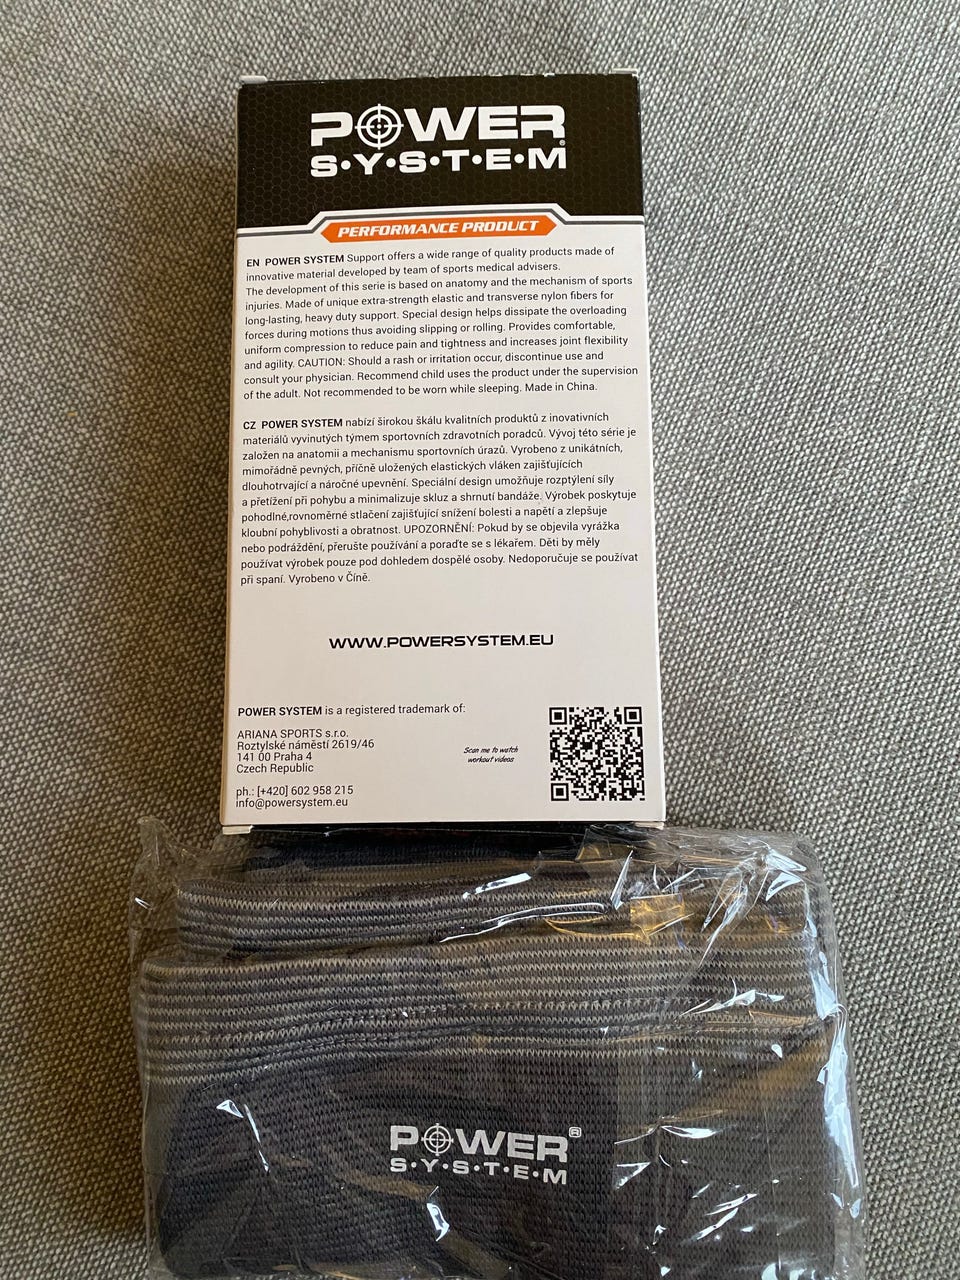 POWER
S·Y·S·T·E·M
PERFORMANCE PRODUCT
EN POWER SYSTEM Support offers a wide range of quality products made of
innovative material developed by team of sports medical advisers.
The development of this serie is based on anatomy and the mechanism of sports
injuries. Made of unique extra-strength elastic and transverse nylon fibers for
long-lasting, heavy duty support. Special design helps dissipate the overloading
forces during motions thus avoiding slipping or rolling. Provides comfortable,
uniform compression to reduce pain and tightness and increases joint flexibility
and agility. CAUTION: Should a rash or irritation occur, discontinue use and
consult your physician. Recommend child uses the product under the supervision
of the adult. Not recommended to be worn while sleeping. Made in China.
CZ POWER SYSTEM nabízí širokou škálu kvalitních produktů z inovativních
materiálů vyvinutých týmem sportovních zdravotních poradců. Vývoj této série je
založen na anatomii a mechanismu sportovních úrazů. Vyrobeno z unikátních,
mimořádně pevných, příčně uložených elastických vláken zajišťujících
dlouhotrvající a náročné upevnění. Speciální design umožňuje rozptýlení síly
a přetížení při pohybu a minimalizuje skluz a shrnutí bandáže. Výrobek poskytuje
pohodlné,rovnoměrné stlačení zajišťující snížení bolesti a napětí a zlepšuje
kloubní pohyblivosti a obratnost. UPOZORNĚNÍ: Pokud by se objevila vyrážka
nebo podráždění, přerušte používání a poraďte se s lékařem. Děti by měly
používat výrobek pouze pod dohledem dospělé osoby. Nedoporučuje se používat
při spaní. Vyrobeno v Číně.
WWW.POWERSYSTEM.EU
POWER SYSTEM is a registered trademark of:
ARIANA SPORTS s.r.o.
Roztylské náměstí 2619/46
141 00 Praha 4
Czech Republic
ph.: [+420] 602 958 215
info@powersystem.eu
Scan me to watch
workout videos
POWER®
S·Y·S·T·E·M